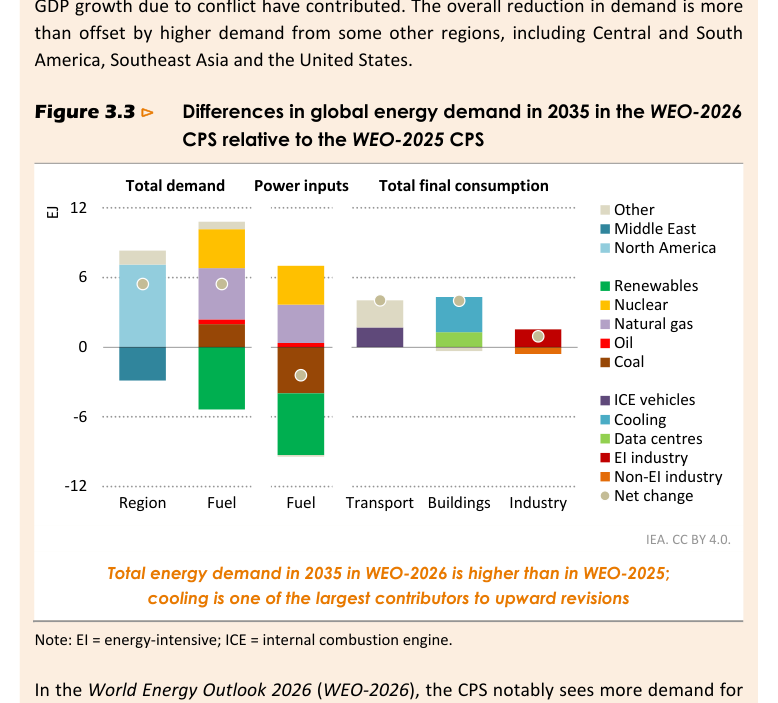 GDP growth due to conflict have contributed. The overall reduction in demand is more
than offset by higher demand from some other regions, including Central and South
America, Southeast Asia and the United States.
Figure 3.3 ▻ Differences in global energy demand in 2035 in the WEO-2026
CPS relative to the WEO-2025 CPS
Total demand Power inputs Total final consumption
EJ
12
6
0
-6
-12
Region Fuel Fuel Transport Buildings Industry
Other
Middle East
North America
Renewables
Nuclear
Natural gas
Oil
Coal
ICE vehicles
Cooling
Data centres
EI industry
Non-EI industry
Net change
IEA. CC BY 4.0.
Total energy demand in 2035 in WEO-2026 is higher than in WEO-2025;
cooling is one of the largest contributors to upward revisions
Note: EI = energy-intensive; ICE = internal combustion engine.
In the World Energy Outlook 2026 (WEO-2026), the CPS notably sees more demand for